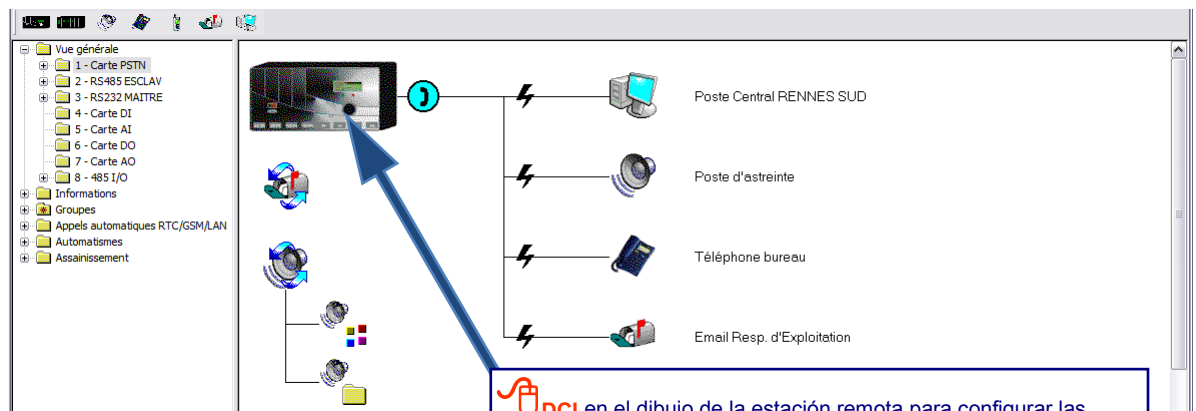 Vue générale
1 - Carte PSTN
2 - RS485 ESCLAV
3 - RS232 MAITRE
4 - Carte DI
5 - Carte AI
6 - Carte DO
7 - Carte AO
8 - 485 I/O
Informations
Groupes
Appels automatiques RTC/GSM/LAN
Automatismes
Assainissement
Poste Central RENNES SUD
Poste d'astreinte
Téléphone bureau
Email Resp. d'Exploitation
DCL en el dibujo de la estación remota para configurar las